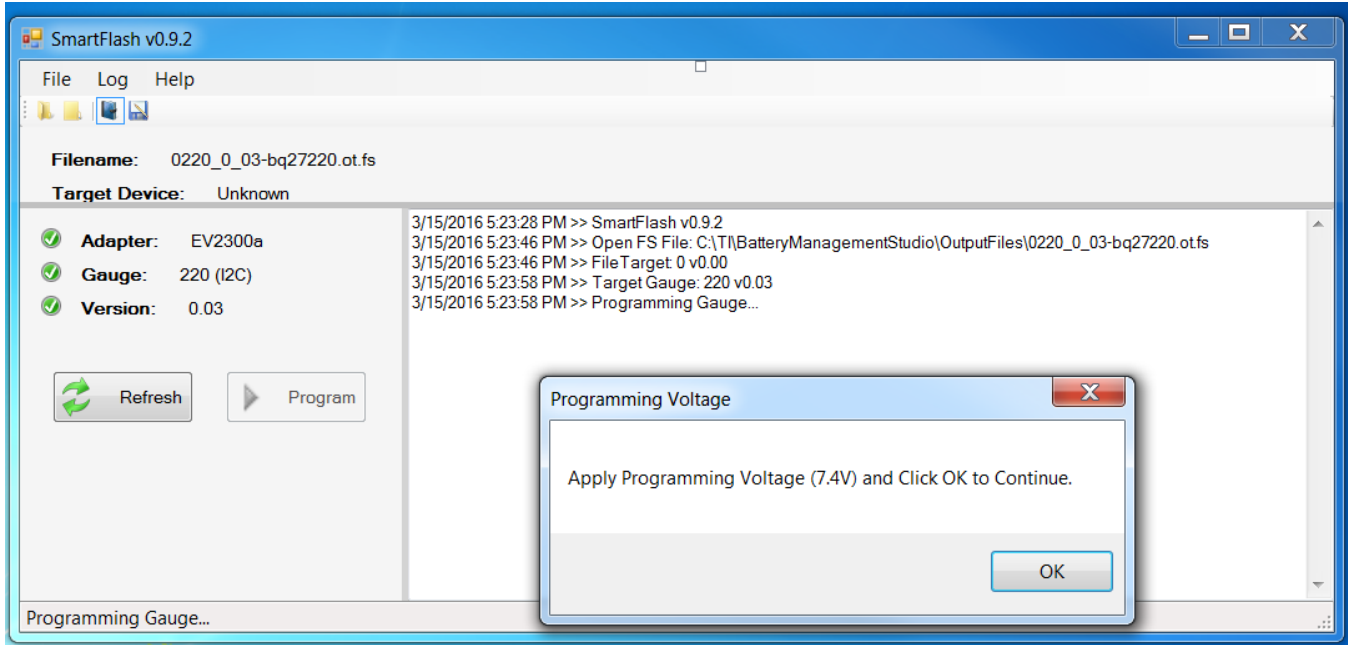 SmartFlash v0.9.2
File Log Help
Filename: 0220_0_03-bq27220.ot.fs
Target Device: Unknown
Adapter: EV2300a
Gauge: 220 (I2C)
Version: 0.03
Refresh Program
3/15/2016 5:23:28 PM >> SmartFlash v0.9.2
3/15/2016 5:23:46 PM >> Open FS File: C:\TI\BatteryManagementStudio\OutputFiles\0220_0_03-bq27220.ot.fs
3/15/2016 5:23:46 PM >> File Target: 0 v0.00
3/15/2016 5:23:58 PM >> Target Gauge: 220 v0.03
3/15/2016 5:23:58 PM >> Programming Gauge...
Programming Voltage
Apply Programming Voltage (7.4V) and Click OK to Continue.
OK
Programming Gauge...